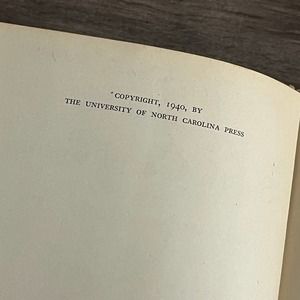 COPYRIGHT, 1940, BY
THE UNIVERSITY OF NORTH CAROLINA PRESS